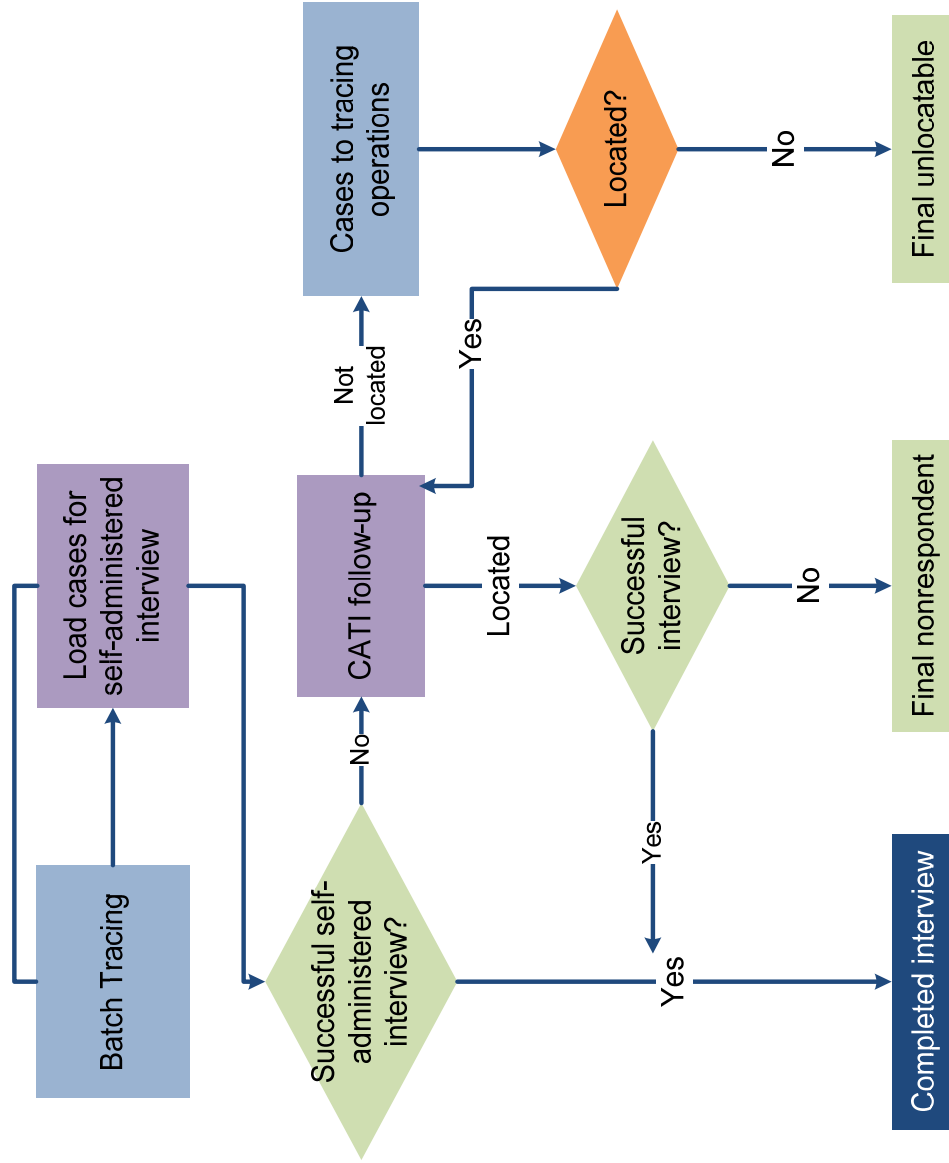 Batch Tracing
Load cases for
self-administered
interview
Successful self-
administered
interview?
No
CATI follow-up
Not
located
Cases to tracing
operations
Located?
Yes
No
Final unlocatable
Located
Successful
interview?
No
Final nonrespondent
Yes
Yes
Completed interview